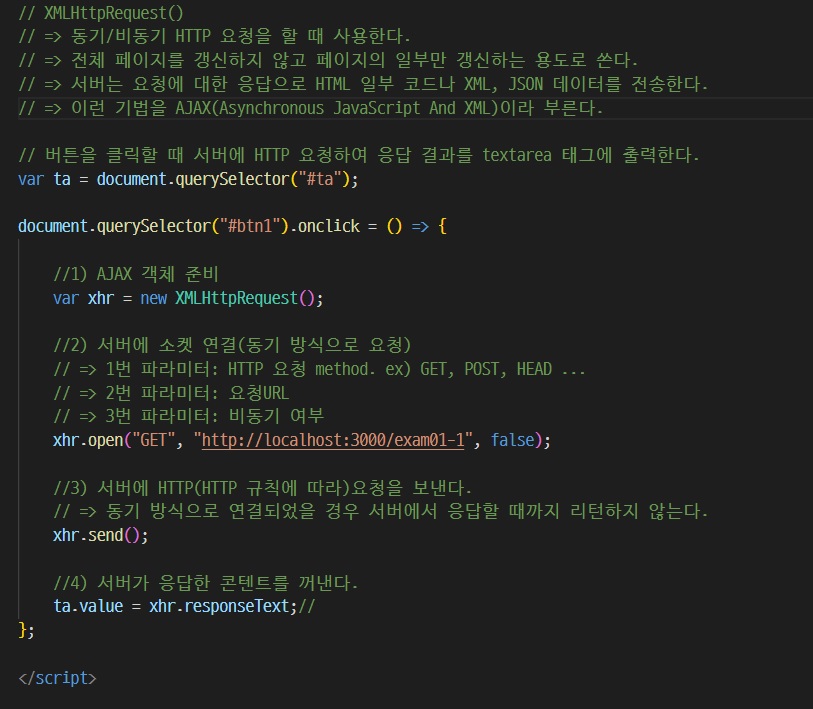 // XMLHttpRequest()
// => 동기/비동기 HTTP 요청을 할 때 사용한다.
// => 전체 페이지를 갱신하지 않고 페이지의 일부만 갱신하는 용도로 쓴다.
// => 서버는 요청에 대한 응답으로 HTML 일부 코드나 XML, JSON 데이터를 전송한다.
// => 이런 기법을 AJAX(Asynchronous JavaScript And XML)이라 부른다.
// 버튼을 클릭할 때 서버에 HTTP 요청하여 응답 결과를 textarea 태그에 출력한다.
var ta = document.querySelector("#ta");
document.querySelector("#btn1").onclick = () => {
//1) AJAX 객체 준비
var xhr = new XMLHttpRequest();
//2) 서버에 소켓 연결(동기 방식으로 요청)
// => 1번 파라미터: HTTP 요청 method. ex) GET, POST, HEAD ...
// => 2번 파라미터: 요청URL
// => 3번 파라미터: 비동기 여부
xhr.open("GET", "http://localhost:3000/exam01-1", false);
//3) 서버에 HTTP(HTTP 규칙에 따라)요청을 보낸다.
// => 동기 방식으로 연결되었을 경우 서버에서 응답할 때까지 리턴하지 않는다.
xhr.send();
//4) 서버가 응답한 콘텐트를 꺼낸다.
ta.value = xhr.responseText;//
};
</script>